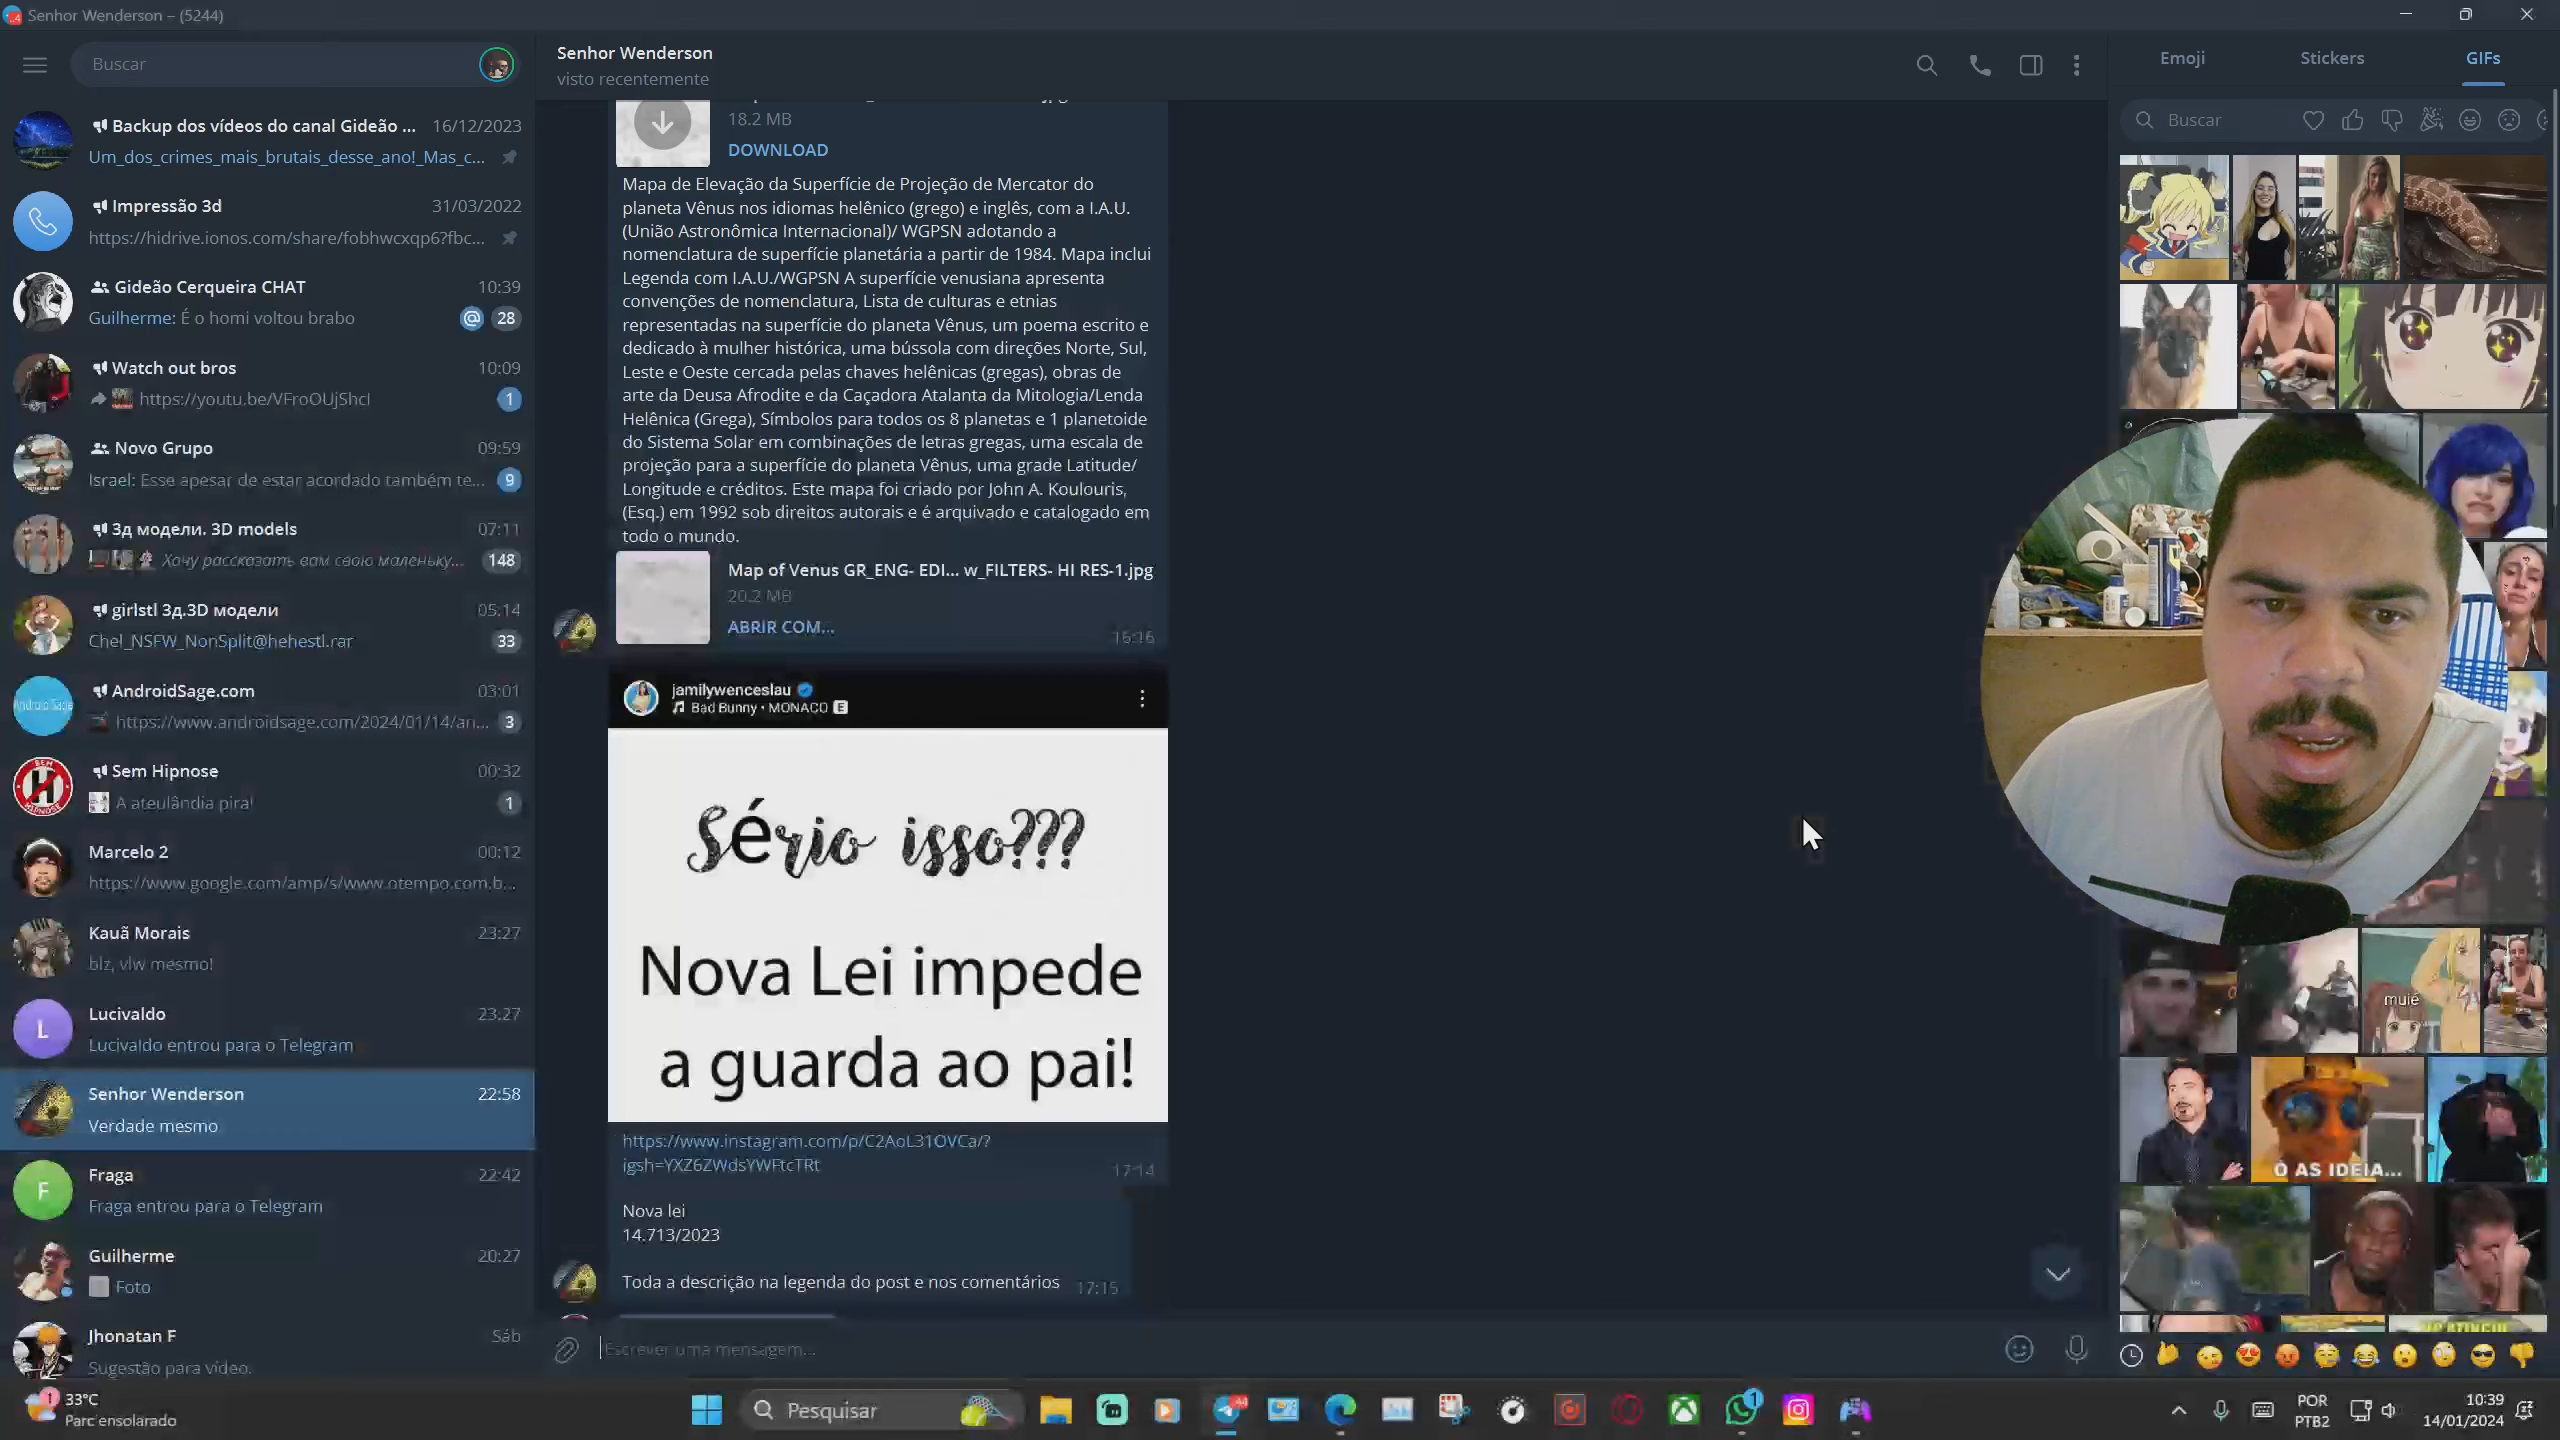 Senhor Wenderson – (5244)
Buscar
Backup dos vídeos do canal Gideão ... 16/12/2023
Um_dos_crimes_mais_brutais_desse_ano!_Mas_c...
Impressão 3d 31/03/2022
https://hidrive.ionos.com/share/fobhwcxqp6?fbc...
Gideão Cerqueira CHAT 10:39
Guilherme: É o homi voltou brabo @ 28
Watch out bros 10:09
https://youtu.be/VFroOUjShcI 1
Novo Grupo 09:59
Israel: Esse apesar de estar acordado também te... 9
3д модели. 3D models 07:11
Хочу рассказать вам свою маленьку... 148
girlstl 3д.3D модели 05:14
Chel_NSFW_NonSplit@hehestl.rar 33
AndroidSage.com 03:01
https://www.androidsage.com/2024/01/14/an... 3
Sem Hipnose 00:32
A ateulândia pira! 1
Marcelo 2 00:12
https://www.google.com/amp/s/www.otempo.com.b...
Kauã Morais 23:27
blz, vlw mesmo!
L
Lucivaldo 23:27
Lucivaldo entrou para o Telegram
Senhor Wenderson 22:58
Verdade mesmo
F
Fraga 22:42
Fraga entrou para o Telegram
Guilherme 20:27
Foto
Jhonatan F Sáb
Sugestão para vídeo.
Senhor Wenderson
visto recentemente
18.2 MB
DOWNLOAD
Mapa de Elevação da Superfície de Projeção de Mercator do
planeta Vênus nos idiomas helênico (grego) e inglês, com a I.A.U.
(União Astronômica Internacional)/ WGPSN adotando a
nomenclatura de superfície planetária a partir de 1984. Mapa inclui
Legenda com I.A.U./WGPSN A superfície venusiana apresenta
convenções de nomenclatura, Lista de culturas e etnias
representadas na superfície do planeta Vênus, um poema escrito e
dedicado à mulher histórica, uma bússola com direções Norte, Sul,
Leste e Oeste cercada pelas chaves helênicas (gregas), obras de
arte da Deusa Afrodite e da Caçadora Atalanta da Mitologia/Lenda
Helênica (Grega), Símbolos para todos os 8 planetas e 1 planetoide
do Sistema Solar em combinações de letras gregas, uma escala de
projeção para a superfície do planeta Vênus, uma grade Latitude/
Longitude e créditos. Este mapa foi criado por John A. Koulouris,
(Esq.) em 1992 sob direitos autorais e é arquivado e catalogado em
todo o mundo.
Map of Venus GR_ENG- EDI... w_FILTERS- HI RES-1.jpg
20.2 MB
ABRIR COM...
16:16
jamilywenceslau
Bad Bunny • MONACO E
Sério isso???
Nova Lei impede
a guarda ao pai!
https://www.instagram.com/p/C2AoL31OVCa/?
igsh=YXZ6ZWdsYWFtcTRt 17:14
Nova lei
14.713/2023
Toda a descrição na legenda do post e nos comentários 17:15
Escrever uma mensagem...
Emoji Stickers GIFs
Buscar
muié
Ó AS IDEIA...
33°C
Parc ensolarado
Pesquisar
44
1
POR
PTB2
10:39
14/01/2024